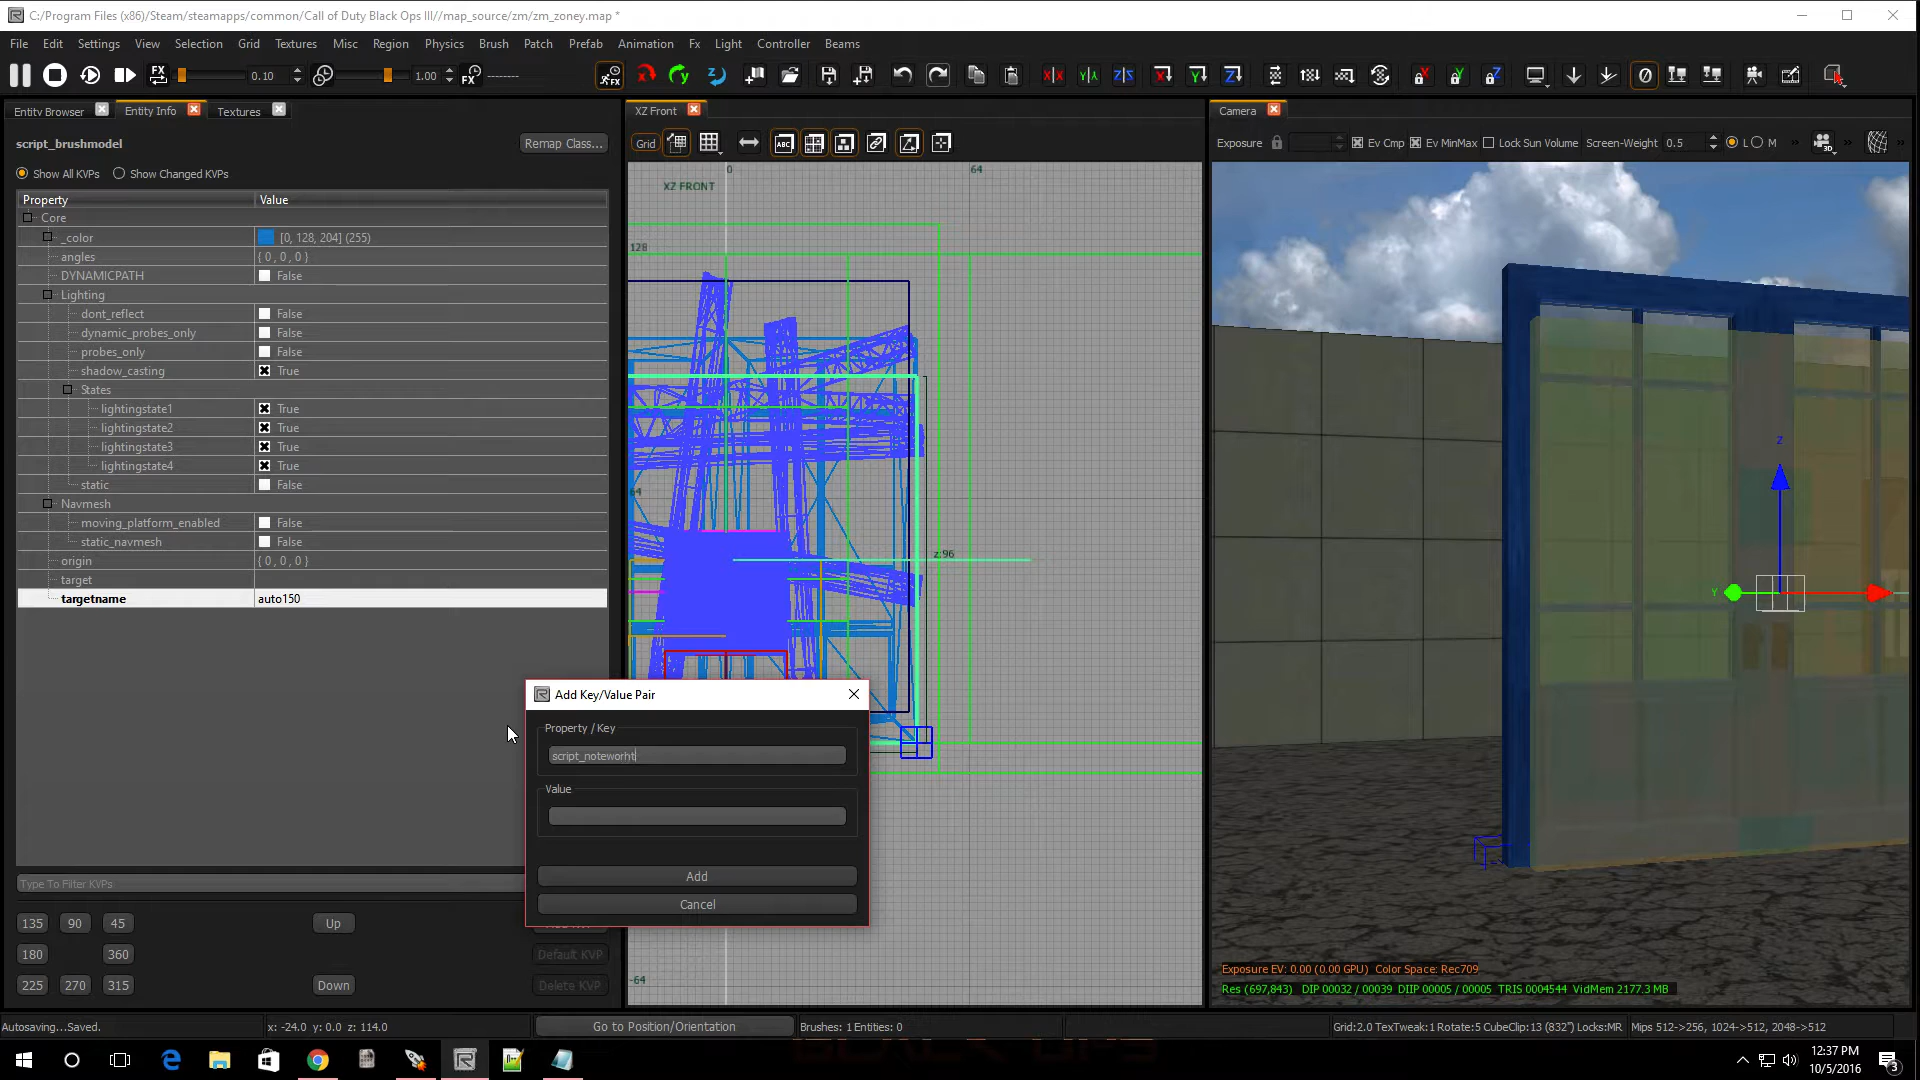 C:/Program Files (x86)/Steam/steamapps/common/Call of Duty Black Ops III//map_source/zm/zm_zoney.map *
File Edit Settings View Selection Grid Textures Misc Region Physics Brush Patch Prefab Animation Fx Light Controller Beams
FX 0.10 1.00 FX --------
Entity Browser Entity Info Textures
XZ Front
Camera
script_brushmodel
Remap Class...
Show All KVPs Show Changed KVPs
Property Value
Core
_color [0, 128, 204] (255)
angles { 0 , 0 , 0 }
DYNAMICPATH False
Lighting
dont_reflect False
dynamic_probes_only False
probes_only False
shadow_casting True
States
lightingstate1 True
lightingstate2 True
lightingstate3 True
lightingstate4 True
static False
Navmesh
moving_platform_enabled False
static_navmesh False
origin { 0 , 0 , 0 }
target
targetname auto150
Type To Filter KVPs
135 90 45 Up
180 360 Default KVP
225 270 315 Down Delete KVP
Grid ABC
0 64
XZ FRONT
128
64
z:96
-64
Add Key/Value Pair
Property / Key
script_noteworht
Value
Add
Cancel
Exposure Ev Cmp Ev MinMax Lock Sun Volume Screen-Weight 0.5 L M
Z
Y
Exposure EV: 0.00 (0.00 GPU) Color Space: Rec709
Res (697,843) DIP 00032 / 00039 DIIP 00005 / 00005 TRIS 0004544 VidMem 2177.3 MB
Autosaving...Saved. x: -24.0 y: 0.0 z: 114.0 Go to Position/Orientation Brushes: 1 Entities: 0 Grid:2.0 TexTweak:1 Rotate:5 CubeClip:13 (832") Locks:MR Mips 512->256, 1024->512, 2048->512
12:37 PM
10/5/2016
3